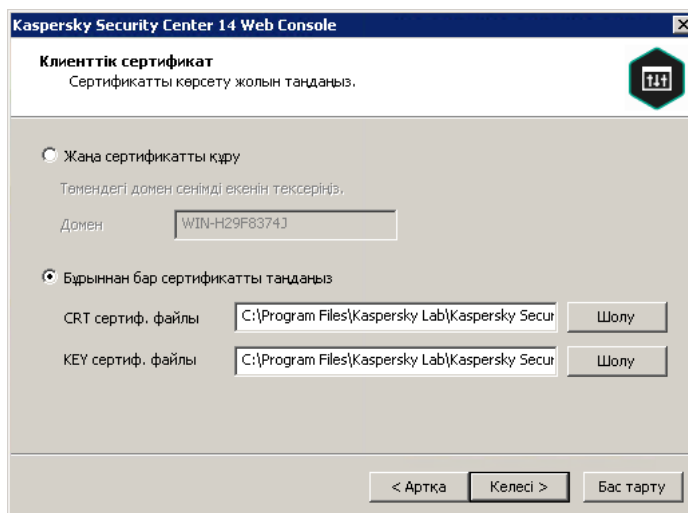 Kaspersky Security Center 14 Web Console
Клиенттік сертификат
Сертификатты көрсету жолын таңдаңыз.
Жаңа сертификатты құру
Төмендегі домен сенімді екенін тексеріңіз.
Домен WIN-H29F8374J
Бұрыннан бар сертификатты таңдаңыз
CRT сертиф. файлы C:\Program Files\Kaspersky Lab\Kaspersky Secur Шолу
KEY сертиф. файлы C:\Program Files\Kaspersky Lab\Kaspersky Secur Шолу
< Артқа Келесі > Бас тарту